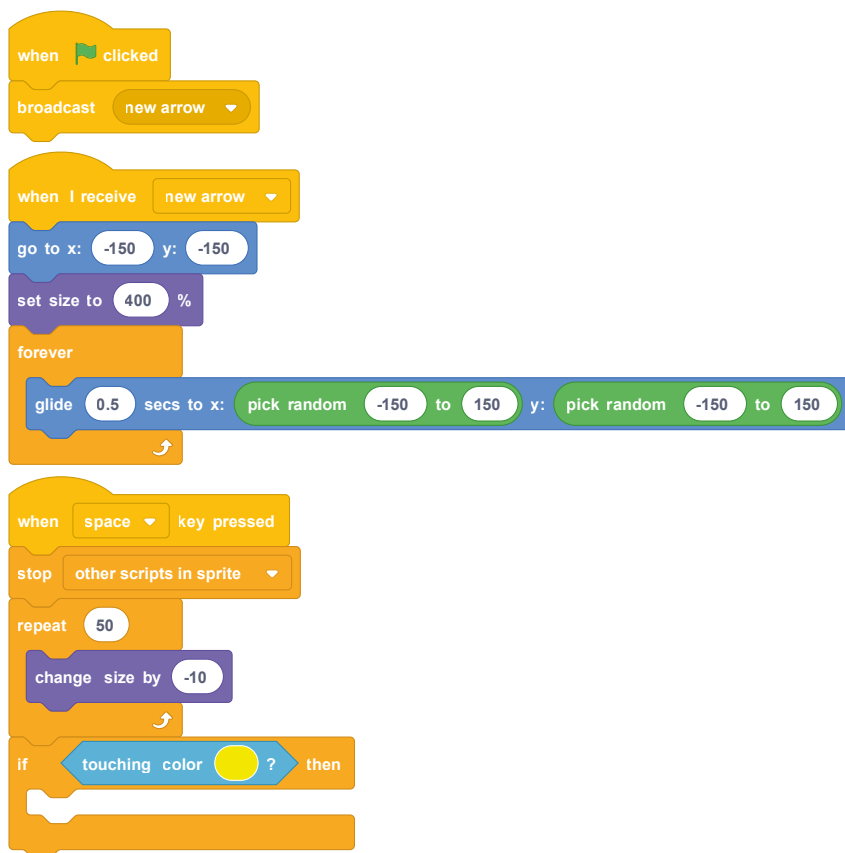 when clicked
broadcast new arrow
when I receive new arrow
go to x: -150 y: -150
set size to 400 %
forever
glide 0.5 secs to x: pick random -150 to 150 y: pick random -150 to 150
when space key pressed
stop other scripts in sprite
repeat 50
change size by -10
if touching color ? then